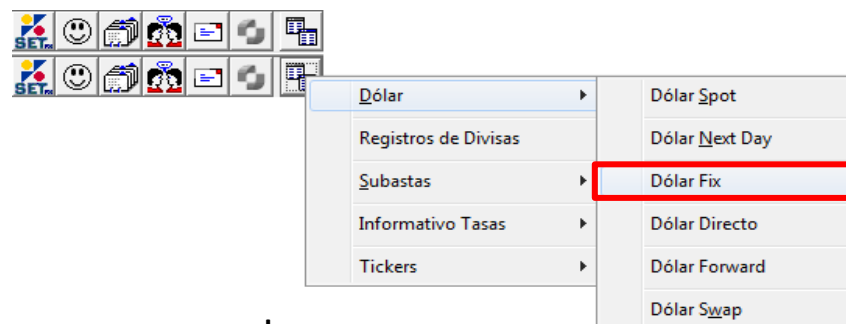 SET FX
SET FX
Dólar
Registros de Divisas
Subastas
Informativo Tasas
Tickers
Dólar Spot
Dólar Next Day
Dólar Fix
Dólar Directo
Dólar Forward
Dólar Swap